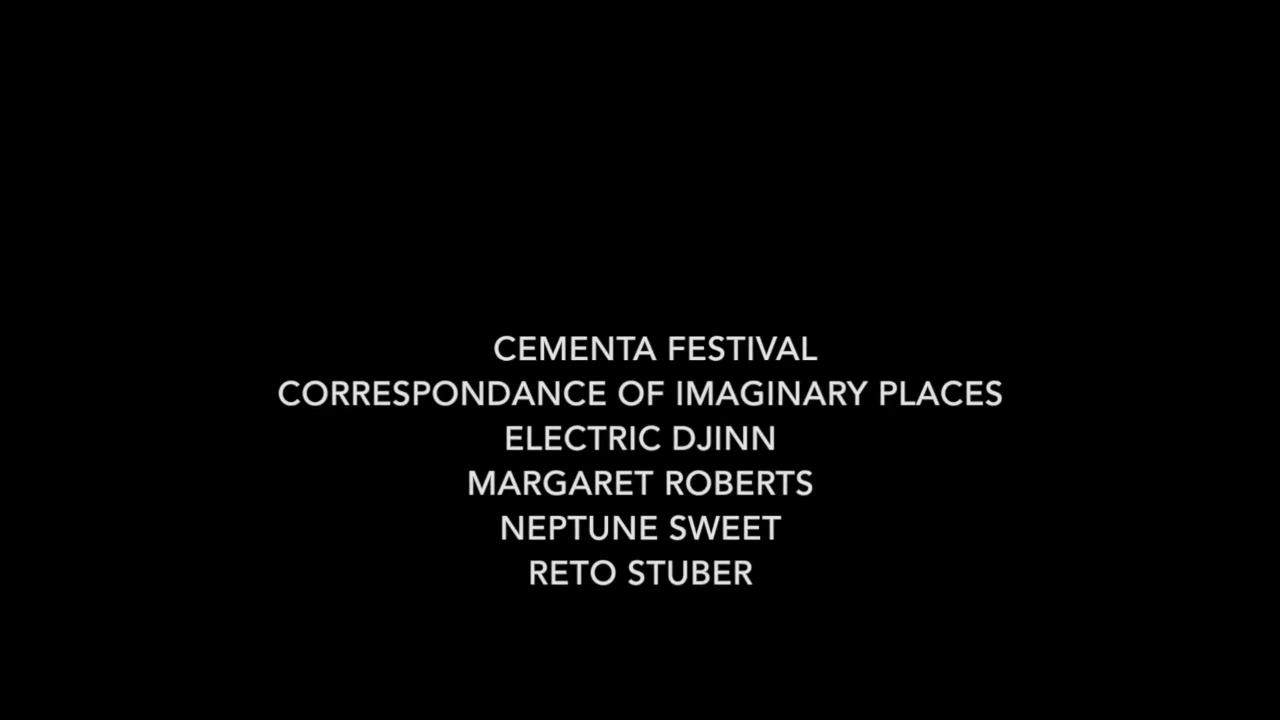 CEMENTA FESTIVAL
CORRESPONDANCE OF IMAGINARY PLACES
ELECTRIC DJINN
MARGARET ROBERTS
NEPTUNE SWEET
RETO STUBER